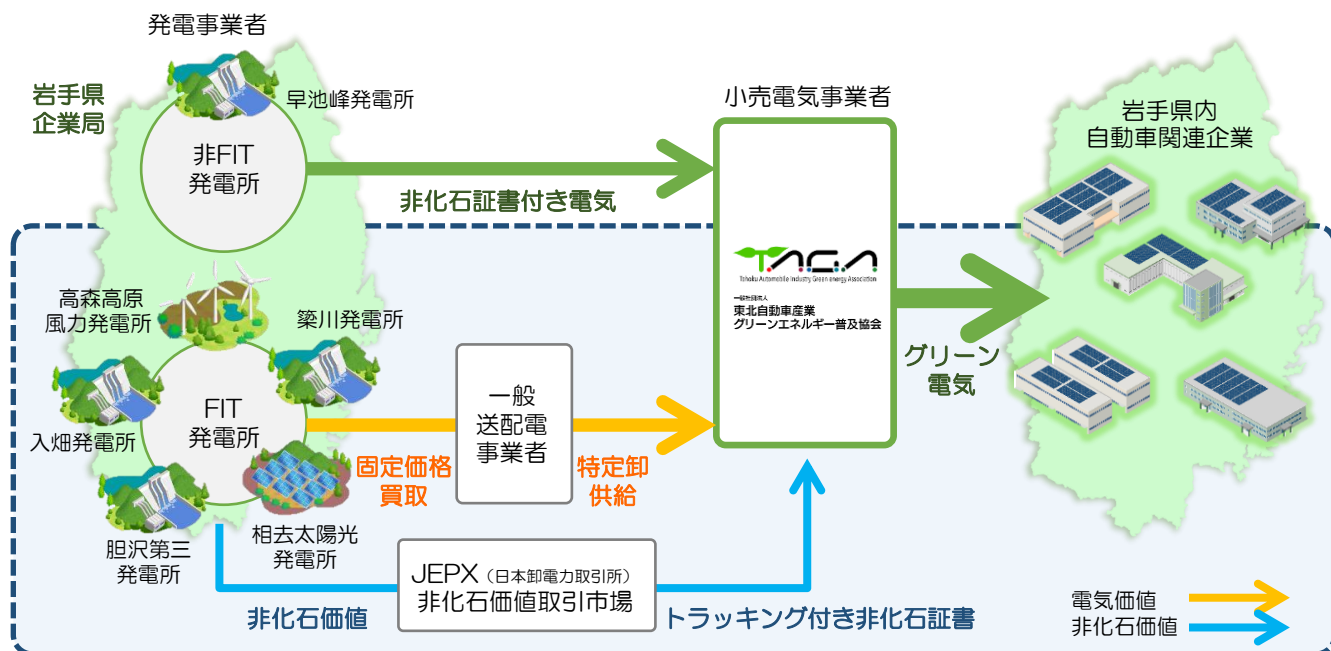 発電事業者
岩手県
企業局
早池峰発電所
非FIT
発電所
非化石証書付き電気
小売電気事業者
TAGA
Tohoku Automobile Industry Green energy Association
一般社団法人
東北自動車産業
グリーンエネルギー普及協会
岩手県内
自動車関連企業
高森高原
風力発電所
簗川発電所
入畑発電所
FIT
発電所
胆沢第三
発電所
相去太陽光
発電所
固定価格
買取
一般
送配電
事業者
特定卸
供給
グリーン
電気
非化石価値
JEPX（日本卸電力取引所）
非化石価値取引市場
トラッキング付き非化石証書
電気価値
非化石価値